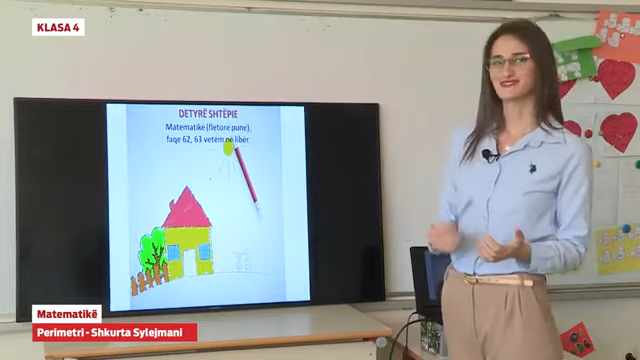 KLASA 4
DETYRË SHTËPIE
Matematikë (fletore pune),
faqe 62, 63 vetëm në libër.
Matematikë
Perimetri - Shkurta Sylejmani